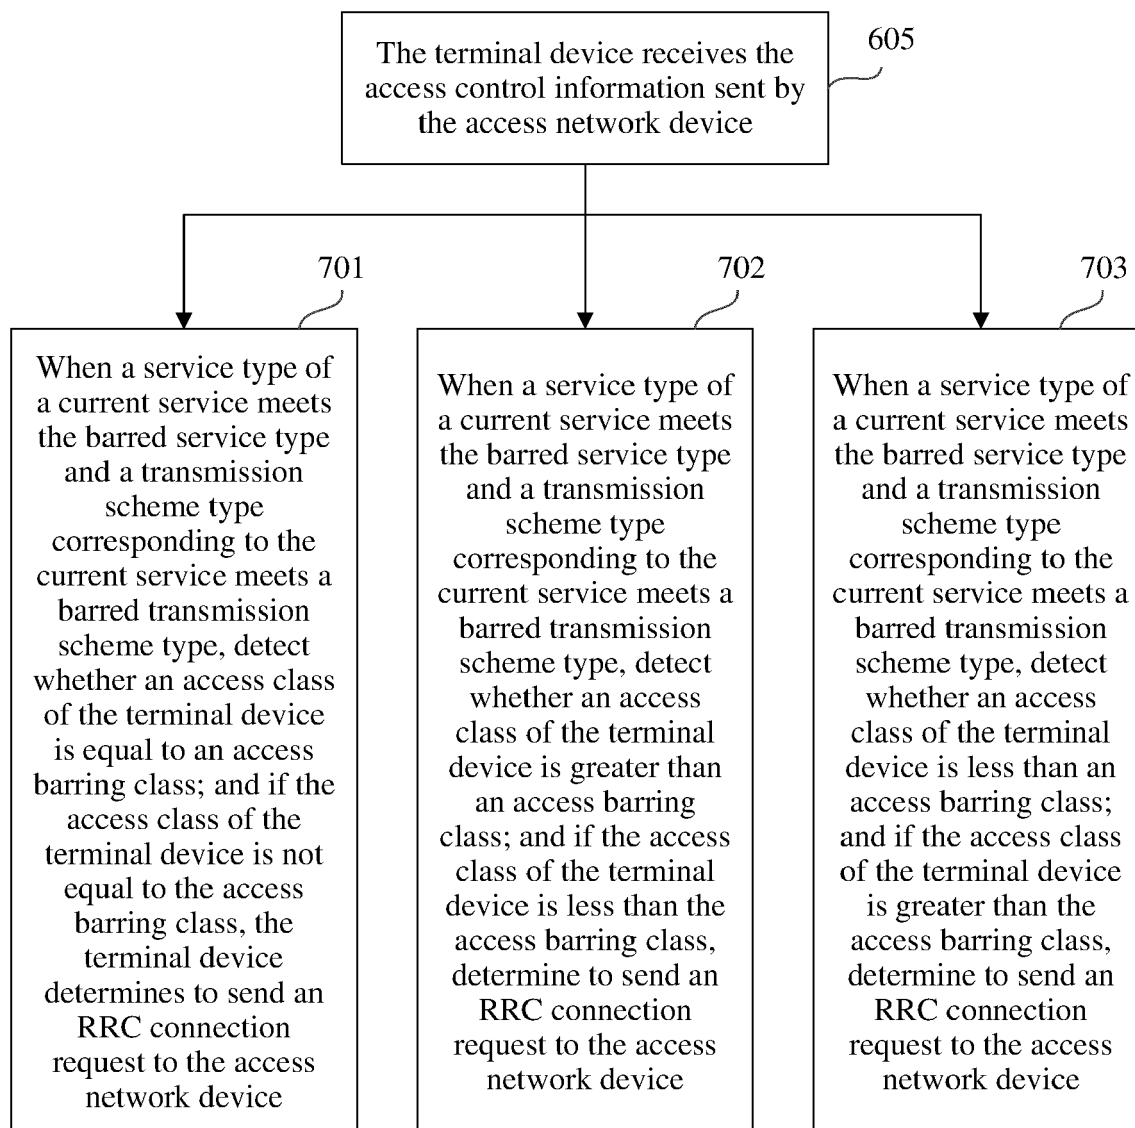 The terminal device receives the
access control information sent by
the access network device
605
701
When a service type of
a current service meets
the barred service type
and a transmission
scheme type
corresponding to the
current service meets a
barred transmission
scheme type, detect
whether an access class
of the terminal device
is equal to an access
barring class; and if the
access class of the
terminal device is not
equal to the access
barring class, the
terminal device
determines to send an
RRC connection
request to the access
network device
702
When a service type of
a current service meets
the barred service type
and a transmission
scheme type
corresponding to the
current service meets a
barred transmission
scheme type, detect
whether an access
class of the terminal
device is greater than
an access barring
class; and if the access
class of the terminal
device is less than the
access barring class,
determine to send an
RRC connection
request to the access
network device
703
When a service type of
a current service meets
the barred service type
and a transmission
scheme type
corresponding to the
current service meets a
barred transmission
scheme type, detect
whether an access
class of the terminal
device is less than an
access barring class;
and if the access class
of the terminal device
is greater than the
access barring class,
determine to send an
RRC connection
request to the access
network device